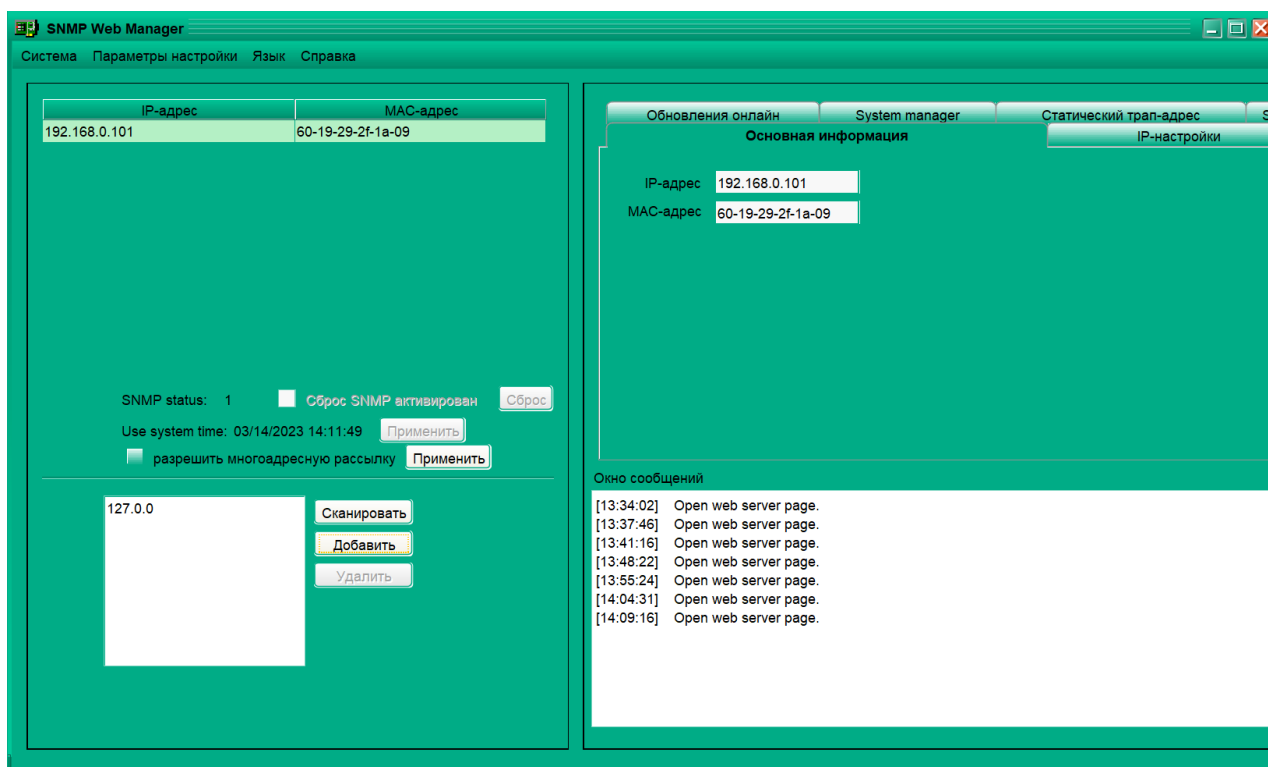 SNMP Web Manager
Система Параметры настройки Язык Справка
IP-адрес MAC-адрес
192.168.0.101 60-19-29-2f-1a-09
SNMP status: 1 Сброс SNMP активирован Сброс
Use system time: 03/14/2023 14:11:49 Применить
разрешить многоадресную рассылку Применить
127.0.0
Сканировать
Добавить
Удалить
Обновления онлайн System manager Статический трап-адрес S
Основная информация IP-настройки
IP-адрес 192.168.0.101
MAC-адрес 60-19-29-2f-1a-09
Окно сообщений
[13:34:02] Open web server page.
[13:37:46] Open web server page.
[13:41:16] Open web server page.
[13:48:22] Open web server page.
[13:55:24] Open web server page.
[14:04:31] Open web server page.
[14:09:16] Open web server page.